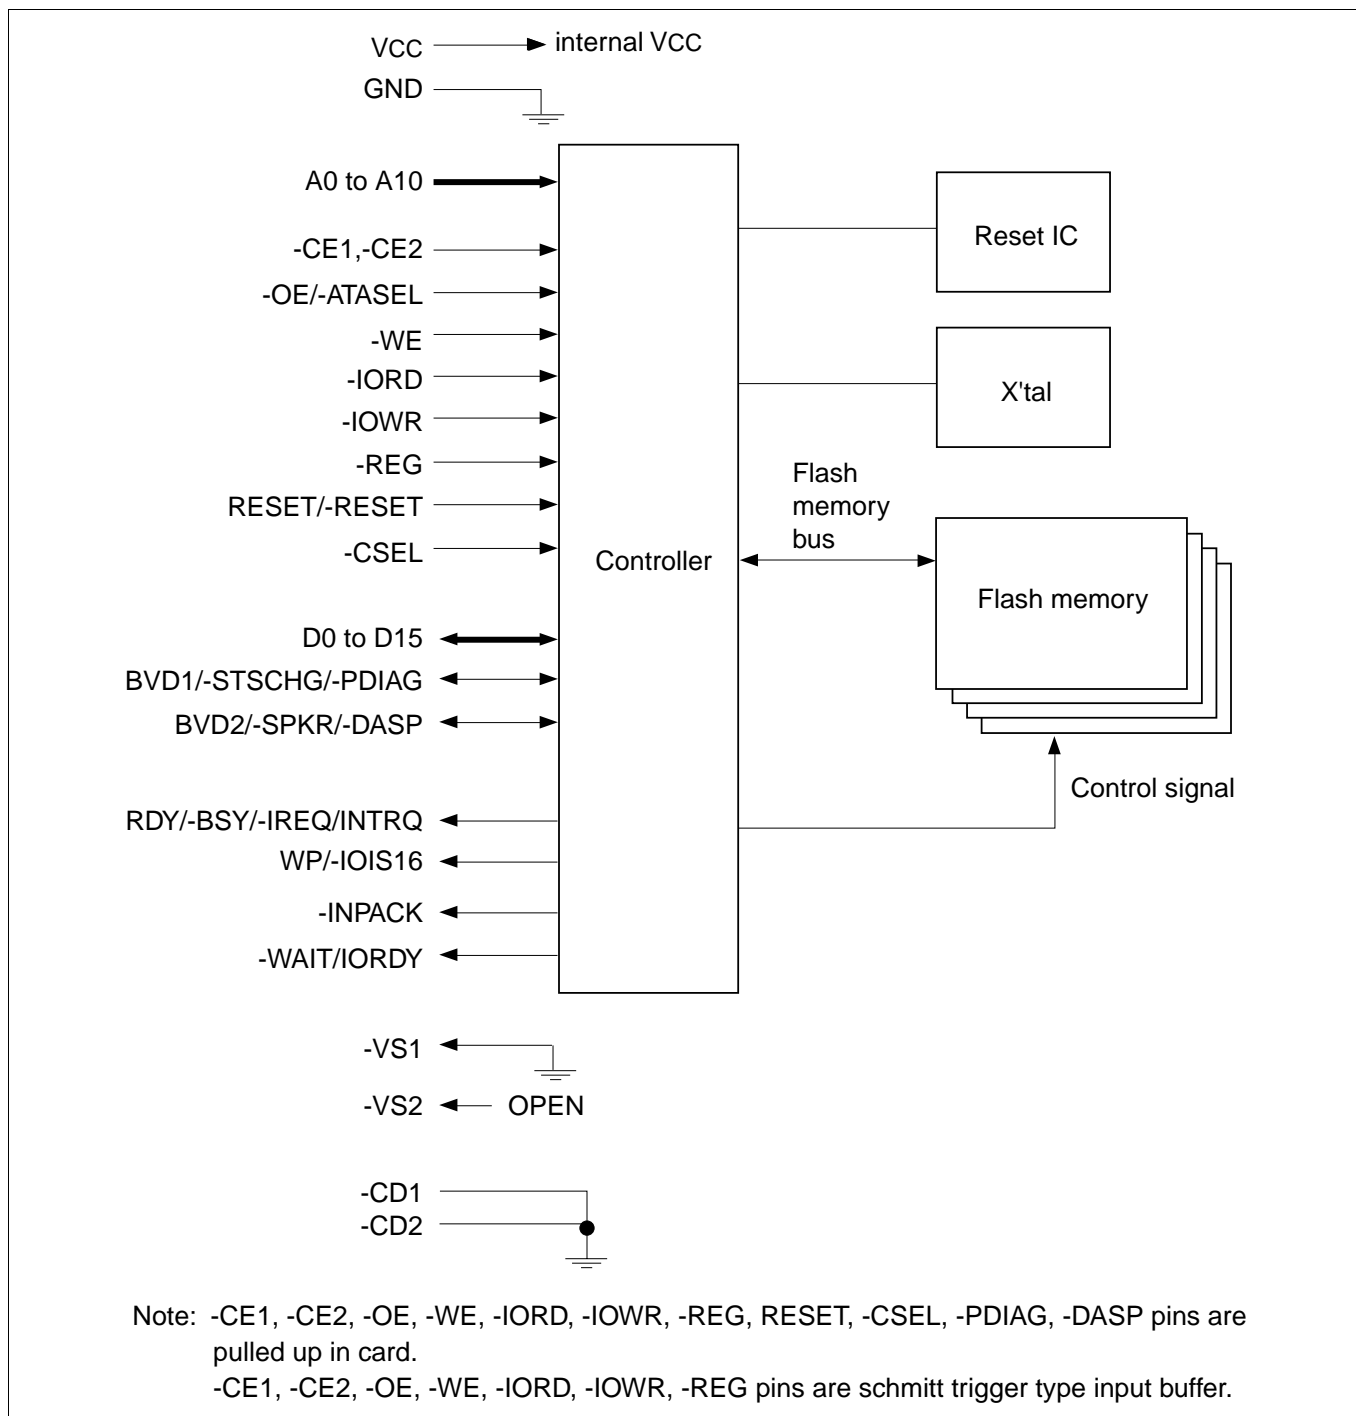 VCC
internal VCC
GND
A0 to A10
-CE1,-CE2
-OE/-ATASEL
-WE
-IORD
-IOWR
-REG
RESET/-RESET
-CSEL
D0 to D15
BVD1/-STSCHG/-PDIAG
BVD2/-SPKR/-DASP
RDY/-BSY/-IREQ/INTRQ
WP/-IOIS16
-INPACK
-WAIT/IORDY
Controller
Reset IC
X'tal
Flash
memory
bus
Flash memory
Control signal
-VS1
-VS2
OPEN
-CD1
-CD2
Note: -CE1, -CE2, -OE, -WE, -IORD, -IOWR, -REG, RESET, -CSEL, -PDIAG, -DASP pins are
pulled up in card.
-CE1, -CE2, -OE, -WE, -IORD, -IOWR, -REG pins are schmitt trigger type input buffer.